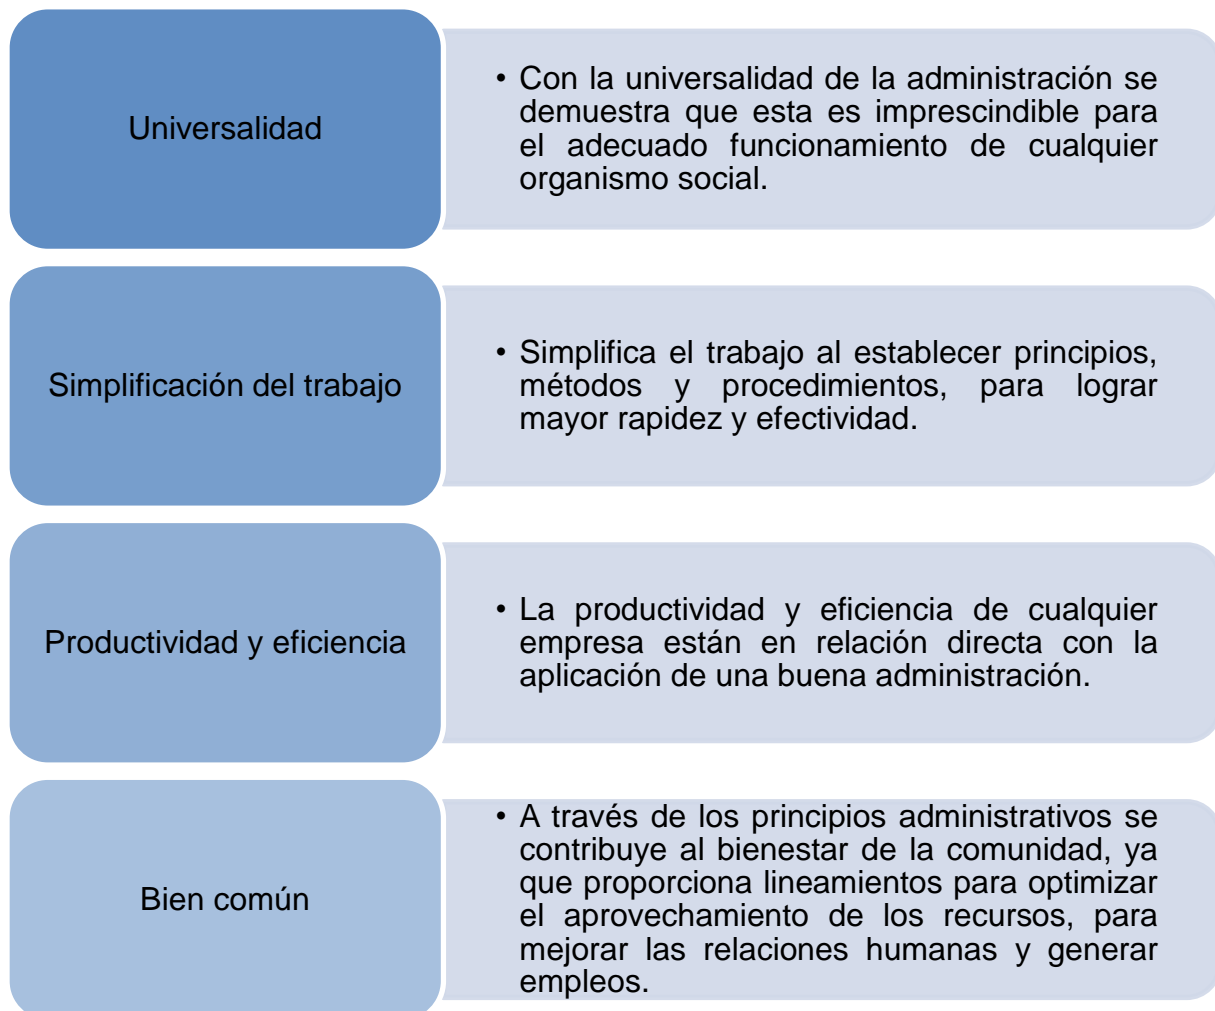 Universalidad
• Con la universalidad de la administración se
demuestra que esta es imprescindible para
el adecuado funcionamiento de cualquier
organismo social.
Simplificación del trabajo
• Simplifica el trabajo al establecer principios,
métodos y procedimientos, para lograr
mayor rapidez y efectividad.
Productividad y eficiencia
• La productividad y eficiencia de cualquier
empresa están en relación directa con la
aplicación de una buena administración.
Bien común
• A través de los principios administrativos se
contribuye al bienestar de la comunidad, ya
que proporciona lineamientos para optimizar
el aprovechamiento de los recursos, para
mejorar las relaciones humanas y generar
empleos.